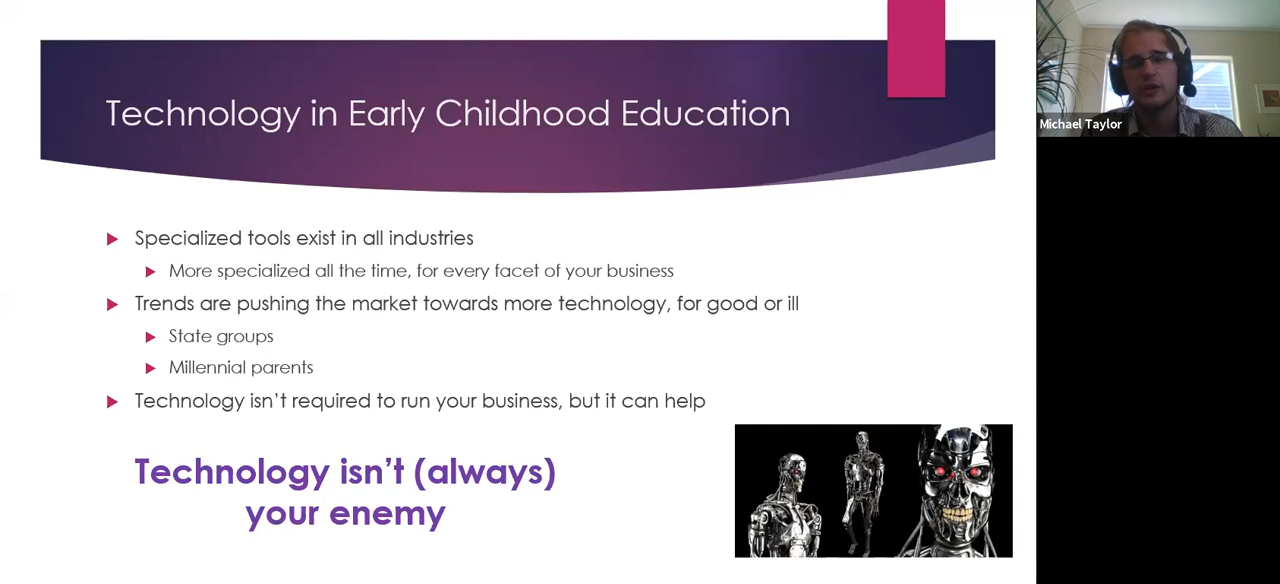 Technology in Early Childhood Education
Michael Taylor
Specialized tools exist in all industries
More specialized all the time, for every facet of your business
Trends are pushing the market towards more technology, for good or ill
State groups
Millennial parents
Technology isn't required to run your business, but it can help
Technology isn't (always)
your enemy